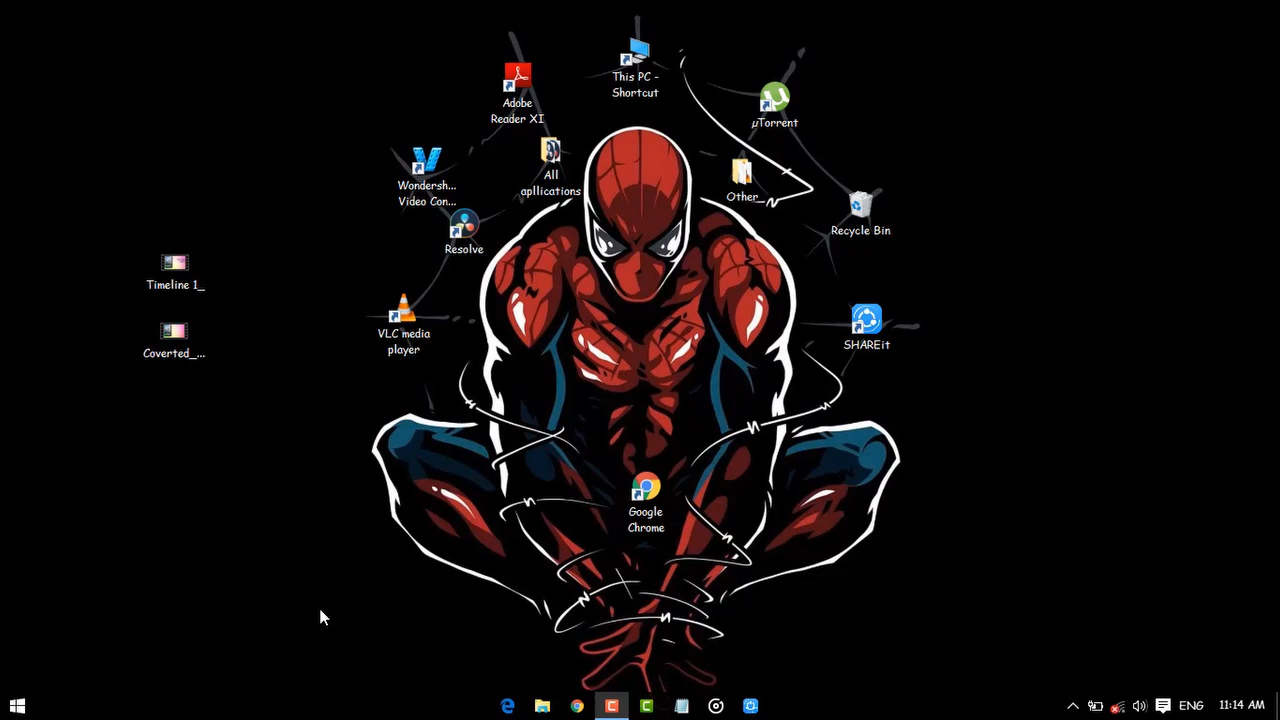 This PC -
Shortcut
Adobe
Reader XI
µTorrent
All
apllications
Wondersh...
Video Con...
Other_
Recycle Bin
Resolve
Timeline 1_
VLC media
player
SHAREit
Coverted_...
Google
Chrome
ENG
11:14 AM